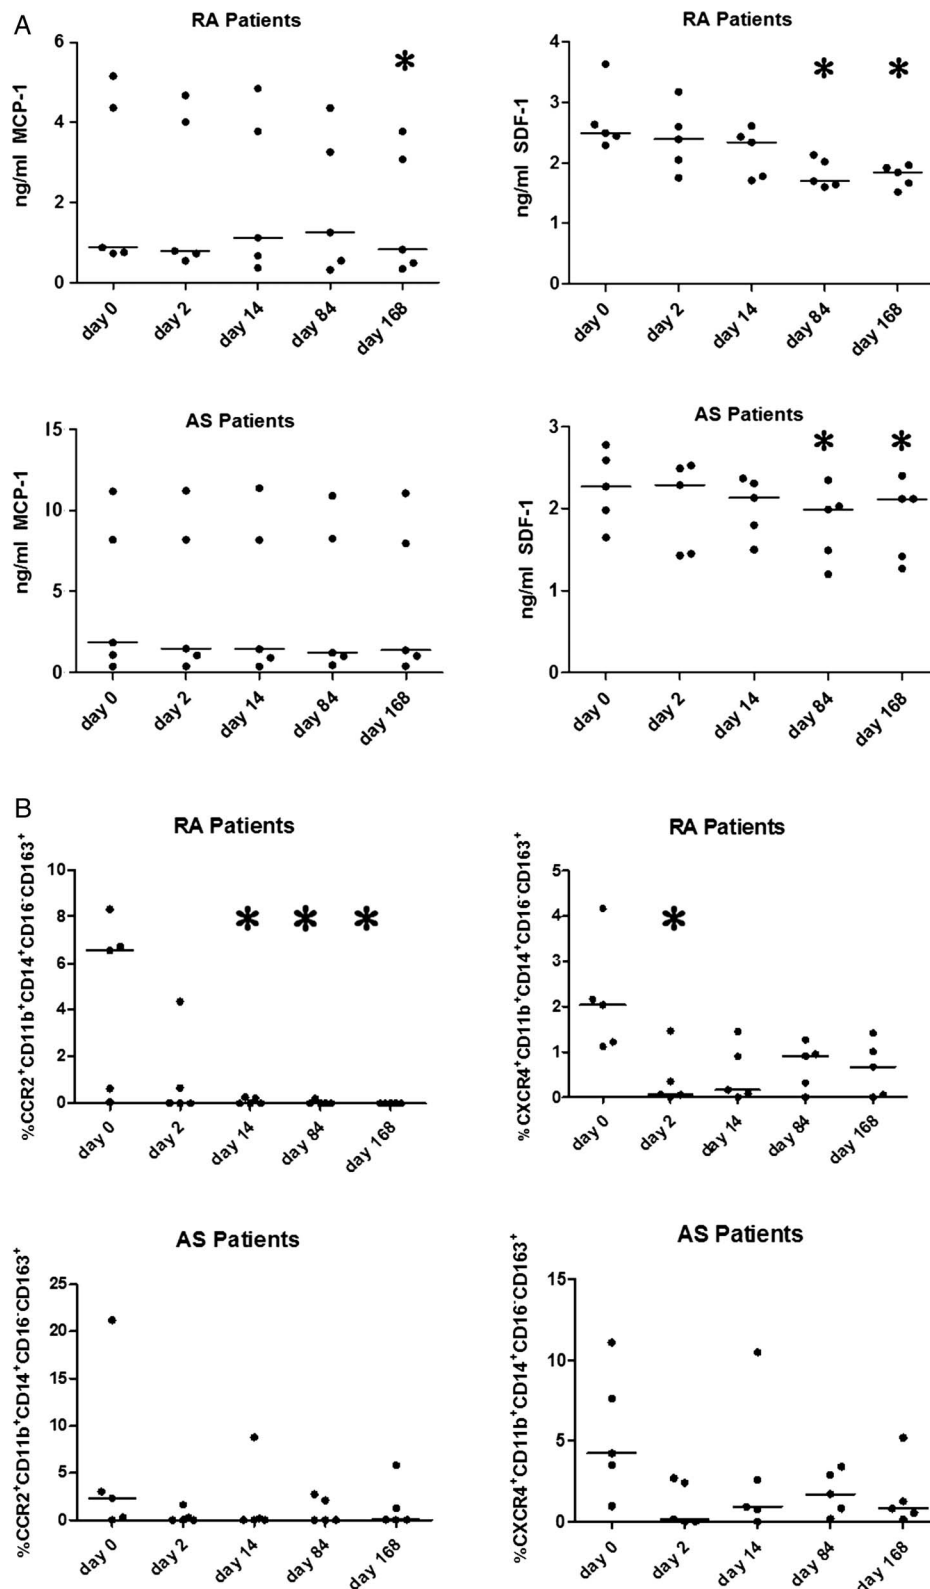 A
RA Patients
ng/ml MCP-1
6
4
2
0
day 0
day 2
day 14
day 84
day 168
*
RA Patients
ng/ml SDF-1
4
3
2
1
0
day 0
day 2
day 14
day 84
day 168
*
*
AS Patients
ng/ml MCP-1
15
10
5
0
day 0
day 2
day 14
day 84
day 168
AS Patients
ng/ml SDF-1
3
2
1
0
day 0
day 2
day 14
day 84
day 168
*
*
B
RA Patients
%CCR2⁺CD11b⁺CD14⁺CD16⁻CD163⁺
10
8
6
4
2
0
day 0
day 2
day 14
day 84
day 168
*
*
*
RA Patients
%CXCR4⁺CD11b⁺CD14⁺CD16⁻CD163⁺
5
4
3
2
1
0
day 0
day 2
day 14
day 84
day 168
*
AS Patients
%CCR2⁺CD11b⁺CD14⁺CD16⁻CD163⁺
25
20
15
10
5
0
day 0
day 2
day 14
day 84
day 168
AS Patients
%CXCR4⁺CD11b⁺CD14⁺CD16⁻CD163⁺
15
10
5
0
day 0
day 2
day 14
day 84
day 168